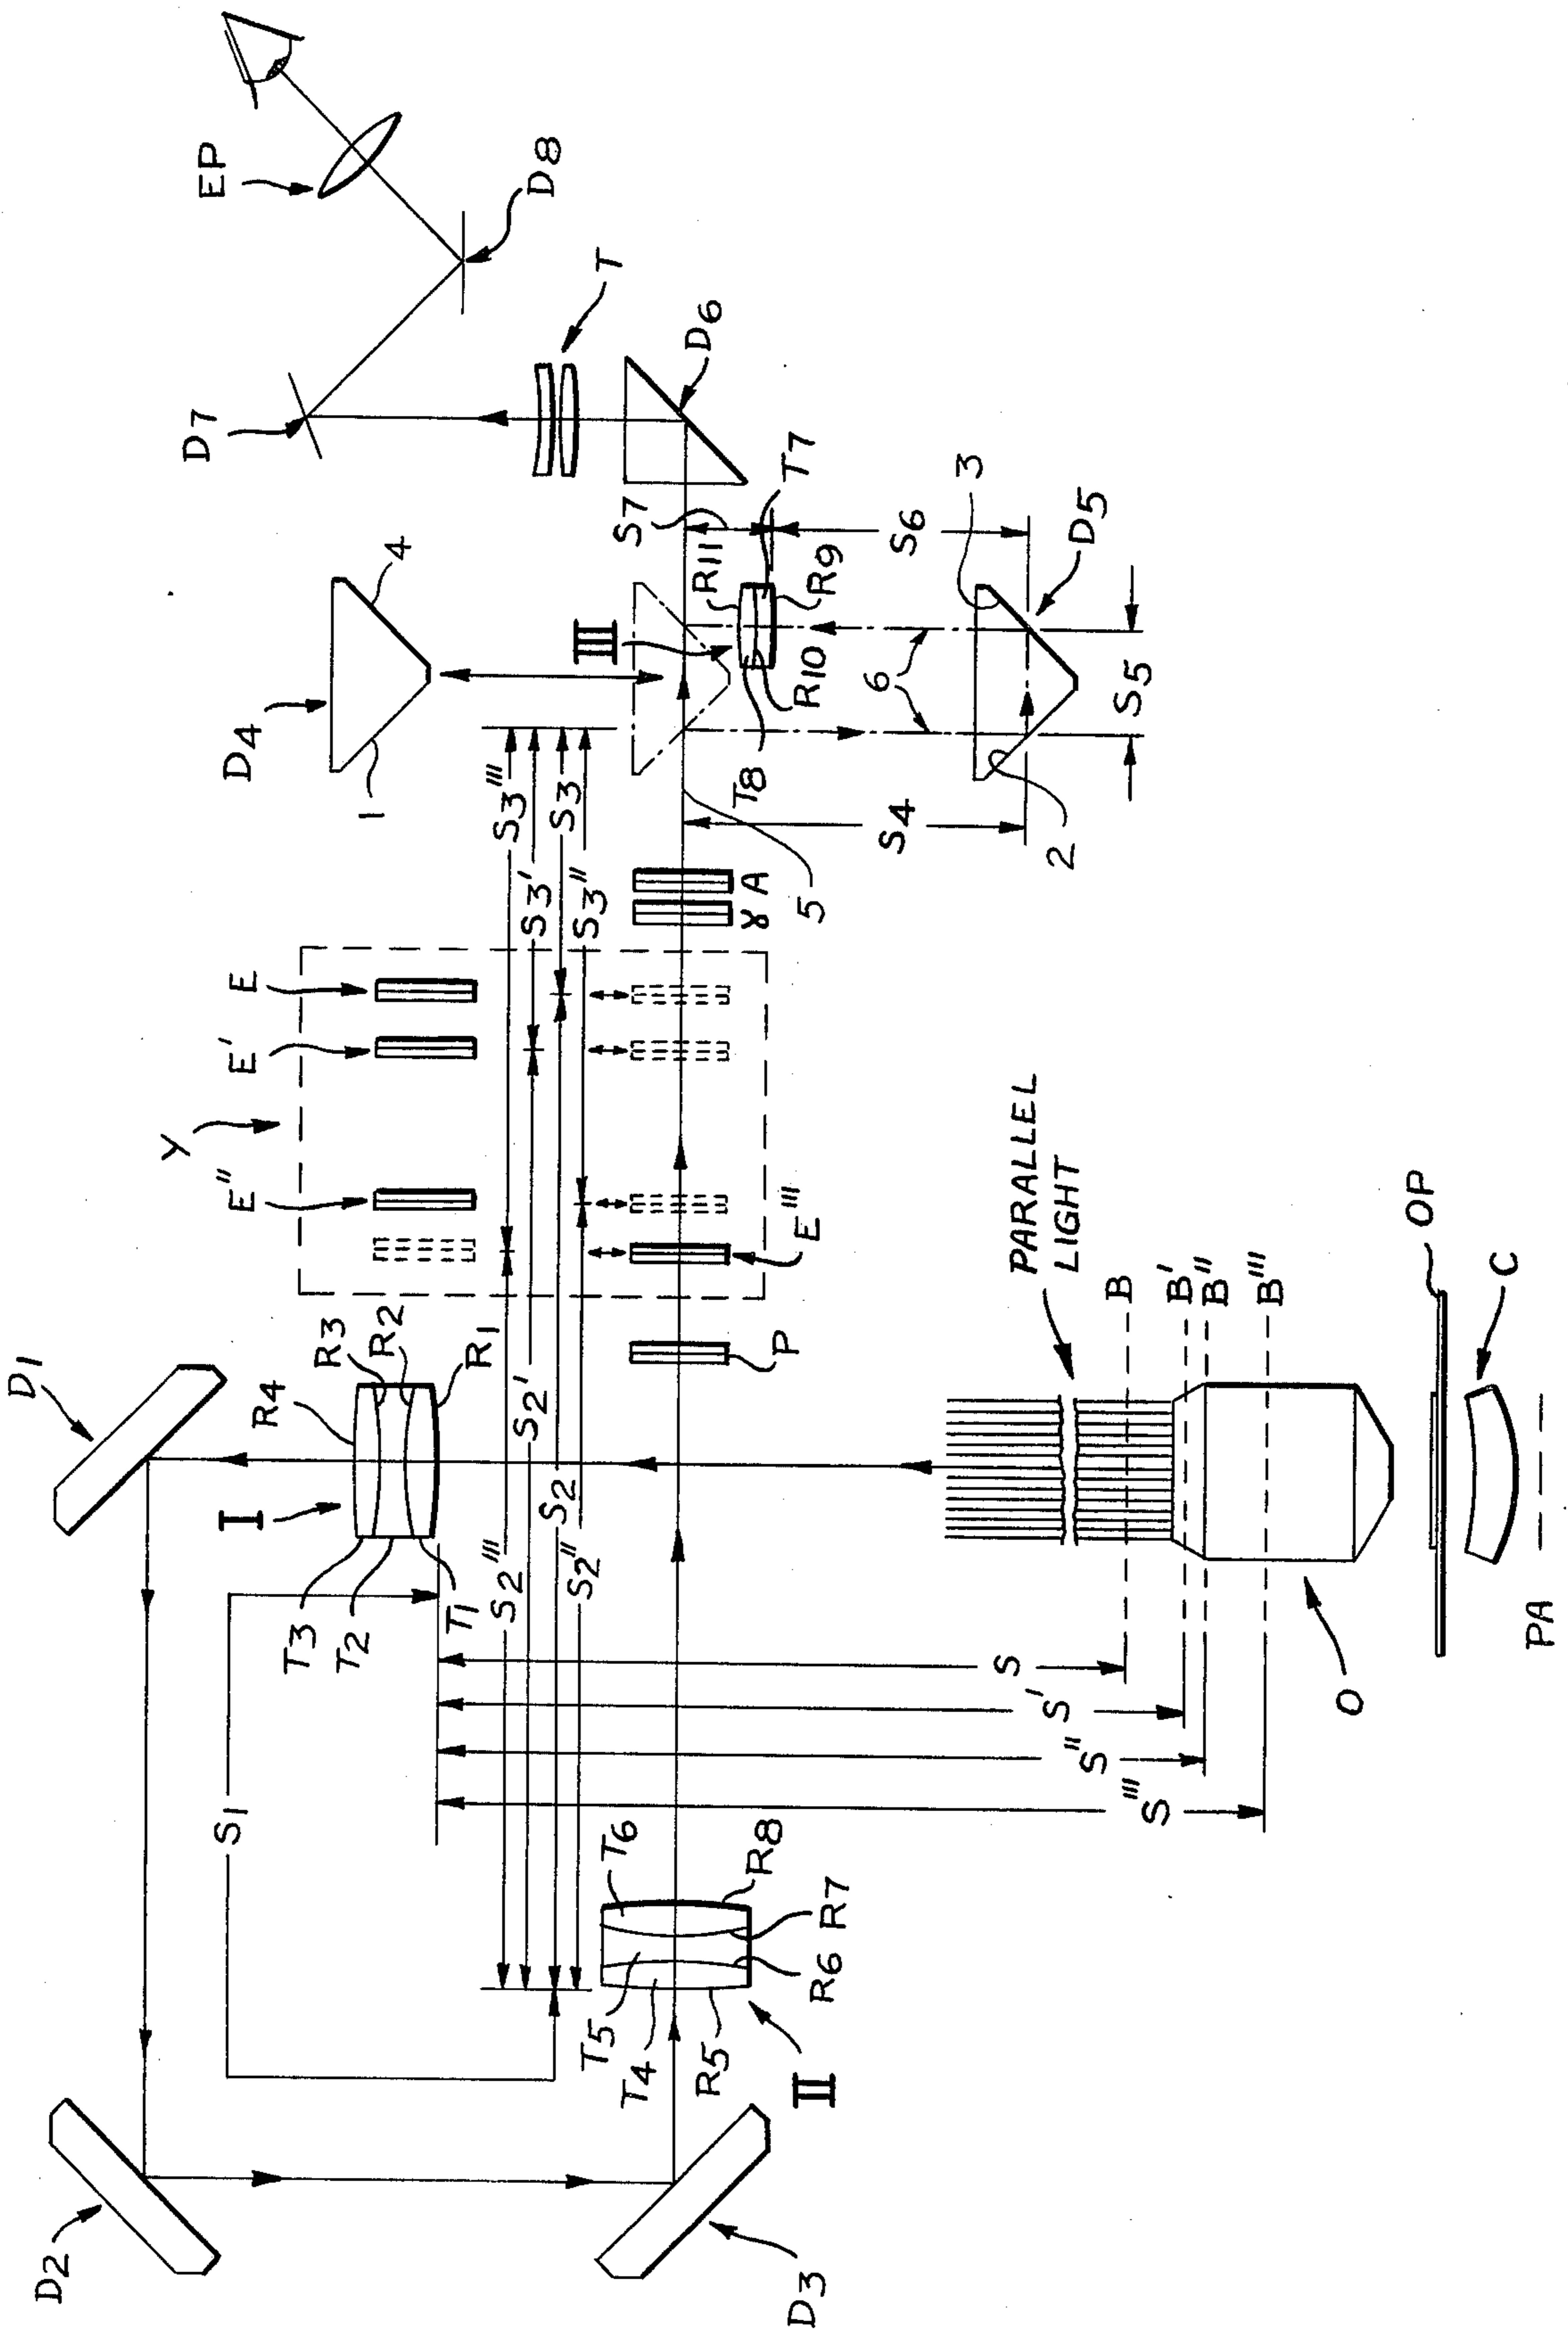 EP
D8
D7
T
D6
D4
4
1
III
R11
S7
T7
R9
R10
T8
3
S6
D5
6
S5
S4
2
5
γ A
S3'''
S3'
S3
S3''
E
E'
Y
E''
E'''
P
D1
R4
R3
R2
R1
I
T3
T2
T1
S2'''
S2'
S2
S2''
S1
PARALLEL
LIGHT
B
B'
B''
B'''
OP
C
PA
O
S
S'
S''
S'''
T6
R8
R7
R6
T5
T4
R5
II
D2
D3